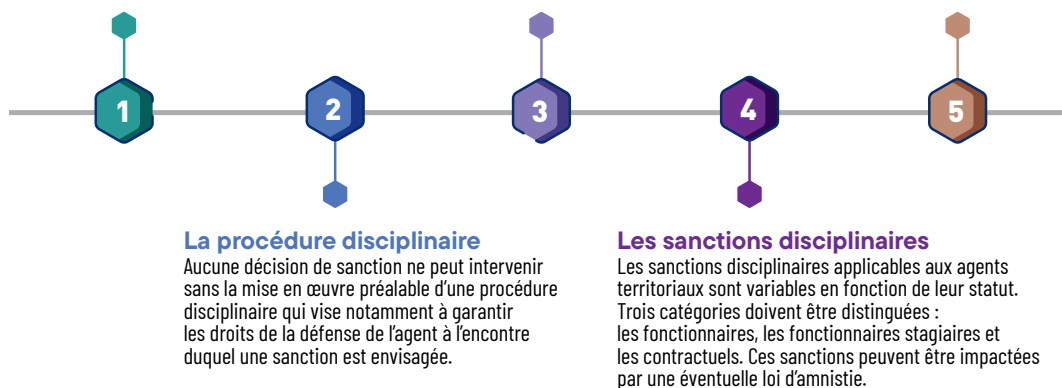 1
2
3
4
5
La procédure disciplinaire
Aucune décision de sanction ne peut intervenir
sans la mise en œuvre préalable d’une procédure
disciplinaire qui vise notamment à garantir
les droits de la défense de l’agent à l’encontre
duquel une sanction est envisagée.
Les sanctions disciplinaires
Les sanctions disciplinaires applicables aux agents
territoriaux sont variables en fonction de leur statut.
Trois catégories doivent être distinguées :
les fonctionnaires, les fonctionnaires stagiaires et
les contractuels. Ces sanctions peuvent être impactées
par une éventuelle loi d’amnistie.